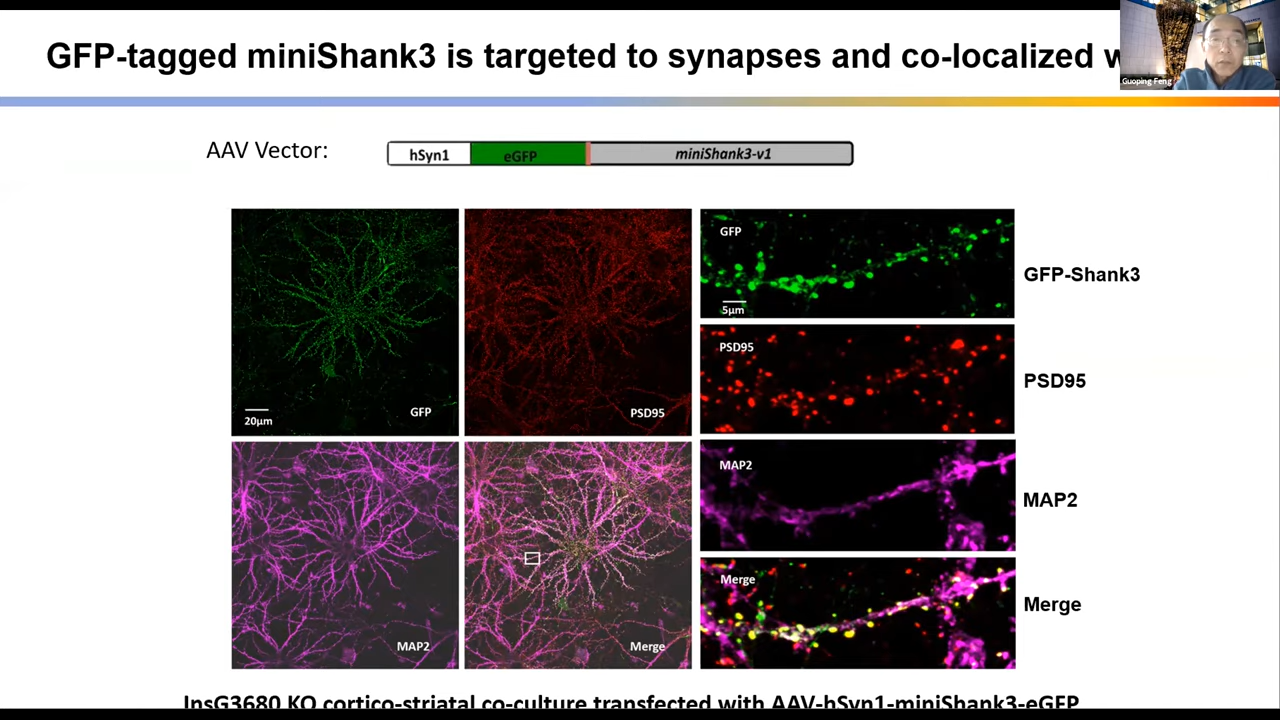 GFP-tagged miniShank3 is targeted to synapses and co-localized
Guoping Feng
AAV Vector:
hSyn1 eGFP miniShank3-v1
GFP
20μm
PSD95
MAP2
Merge
GFP
5μm
GFP-Shank3
PSD95
PSD95
MAP2
MAP2
Merge
Merge
InsG3680 KO cortico-striatal co-culture transfected with AAV-hSyn1-miniShank3-eGFP